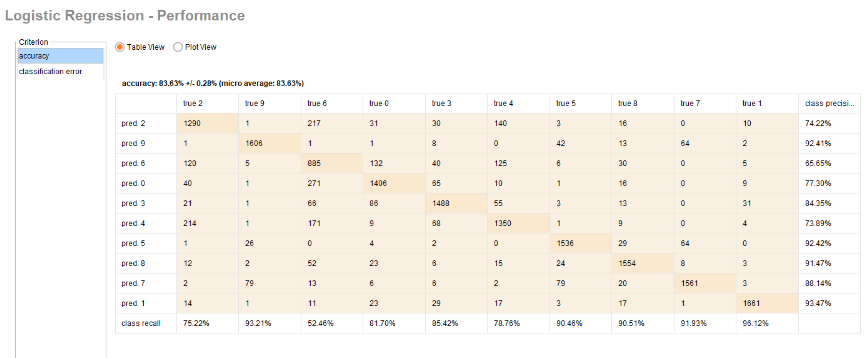 Logistic Regression - Performance
Criterion
accuracy
classification error
Table View Plot View
accuracy: 83.63% +/- 0.28% (micro average: 83.63%)
true 2 true 9 true 6 true 0 true 3 true 4 true 5 true 8 true 7 true 1 class precisi...
pred. 2 1290 1 217 31 30 140 3 16 0 10 74.22%
pred. 9 1 1606 1 1 8 0 42 13 64 2 92.41%
pred. 6 120 5 885 132 40 125 6 30 0 5 65.65%
pred. 0 40 1 271 1406 65 10 1 16 0 9 77.30%
pred. 3 21 1 66 86 1488 55 3 13 0 31 84.35%
pred. 4 214 1 171 9 68 1350 1 9 0 4 73.89%
pred. 5 1 26 0 4 2 0 1536 29 64 0 92.42%
pred. 8 12 2 52 23 6 15 24 1554 8 3 91.47%
pred. 7 2 79 13 6 6 2 79 20 1561 3 88.14%
pred. 1 14 1 11 23 29 17 3 17 1 1661 93.47%
class recall 75.22% 93.21% 52.46% 81.70% 85.42% 78.76% 90.46% 90.51% 91.93% 96.12%